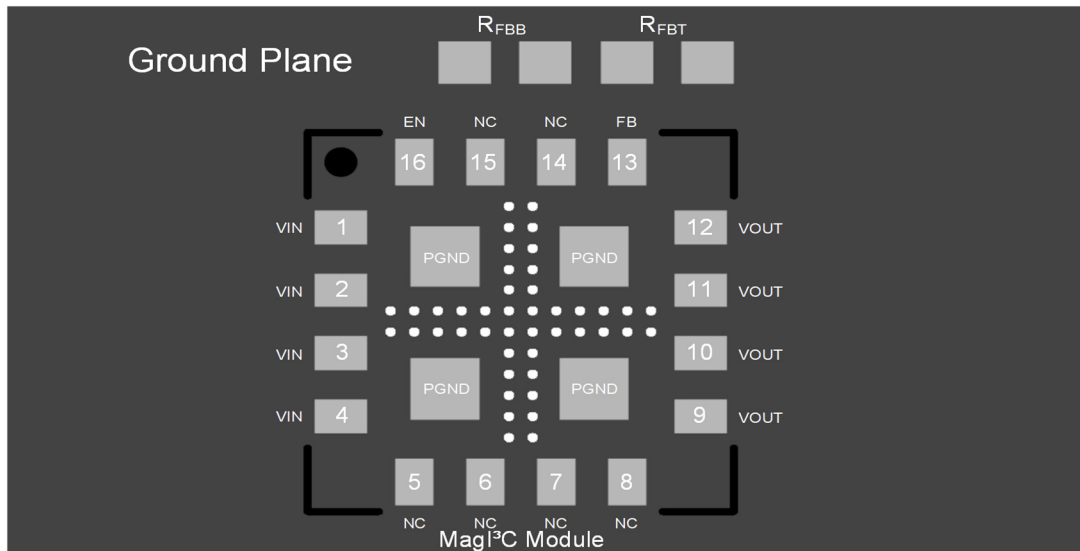 R_FBB R_FBT
Ground Plane
EN NC NC FB
16 15 14 13
VIN 1 12 VOUT
PGND PGND
VIN 2 11 VOUT
VIN 3 10 VOUT
PGND PGND
VIN 4 9 VOUT
5 6 7 8
NC NC NC NC
MagI³C Module